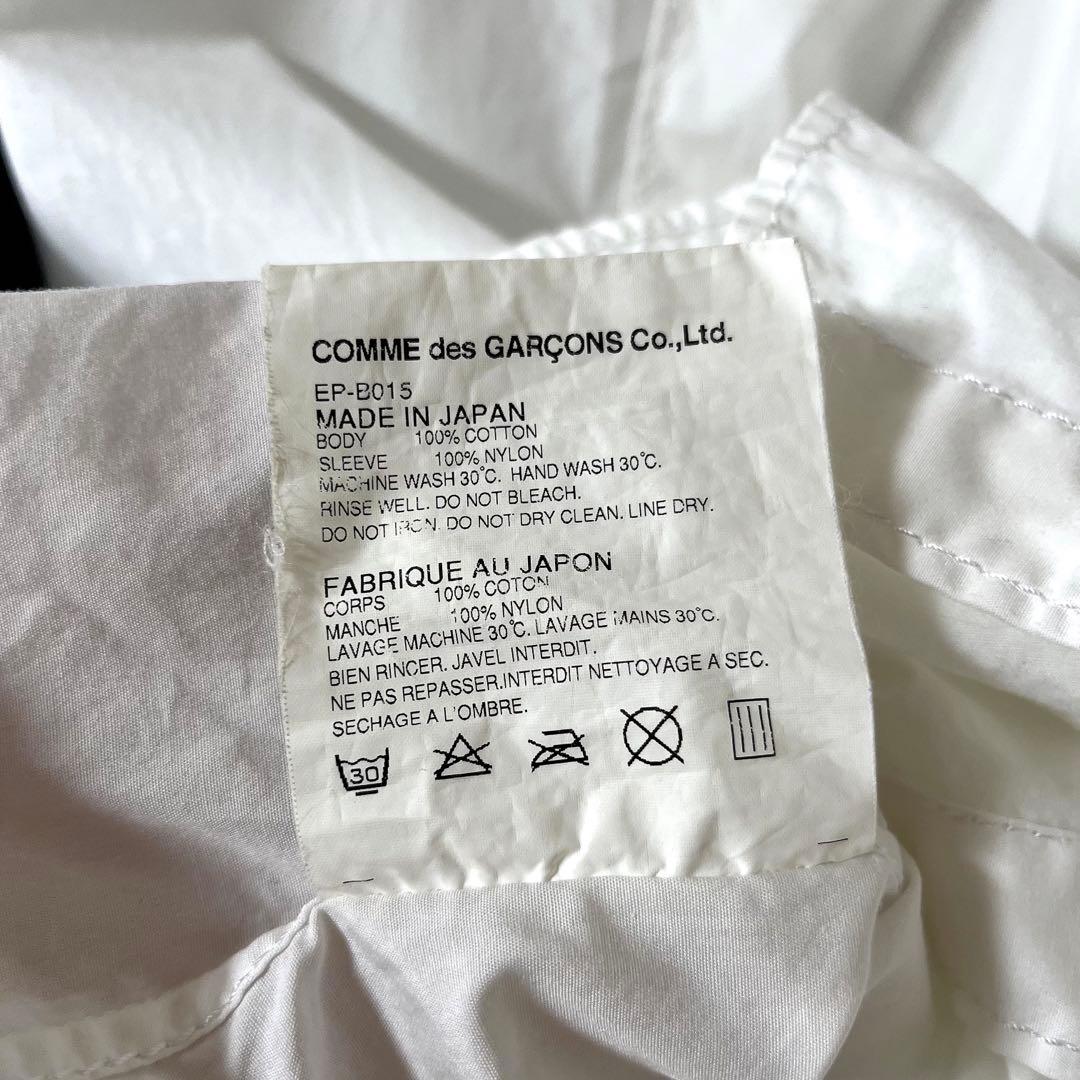 COMME des GARÇONS Co.,Ltd.
EP-B015
MADE IN JAPAN
BODY 100% COTTON
SLEEVE 100% NYLON
MACHINE WASH 30°C. HAND WASH 30°C.
RINSE WELL. DO NOT BLEACH.
DO NOT IRON. DO NOT DRY CLEAN. LINE DRY.
FABRIQUE AU JAPON
CORPS 100% COTON
MANCHE 100% NYLON
LAVAGE MACHINE 30°C. LAVAGE MAINS 30°C.
BIEN RINCER. JAVEL INTERDIT.
NE PAS REPASSER.INTERDIT NETTOYAGE A SEC.
SECHAGE A L'OMBRE.
30